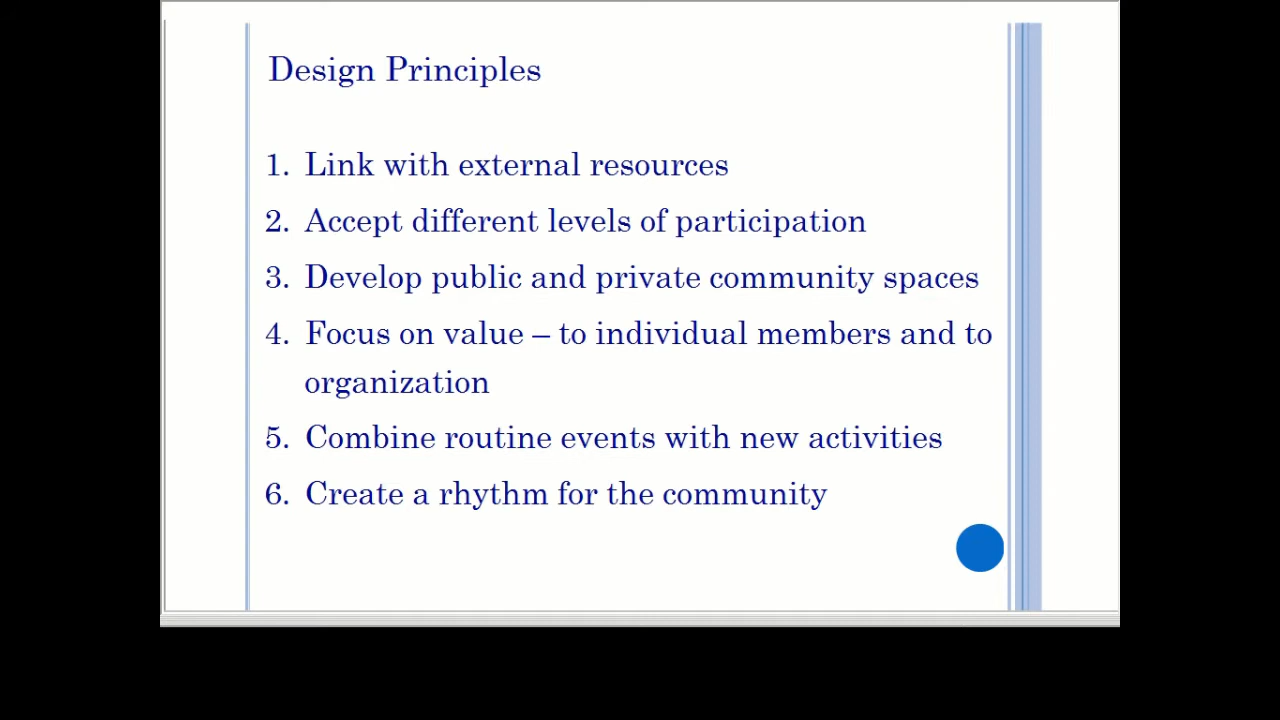 Design Principles
1. Link with external resources
2. Accept different levels of participation
3. Develop public and private community spaces
4. Focus on value – to individual members and to
organization
5. Combine routine events with new activities
6. Create a rhythm for the community